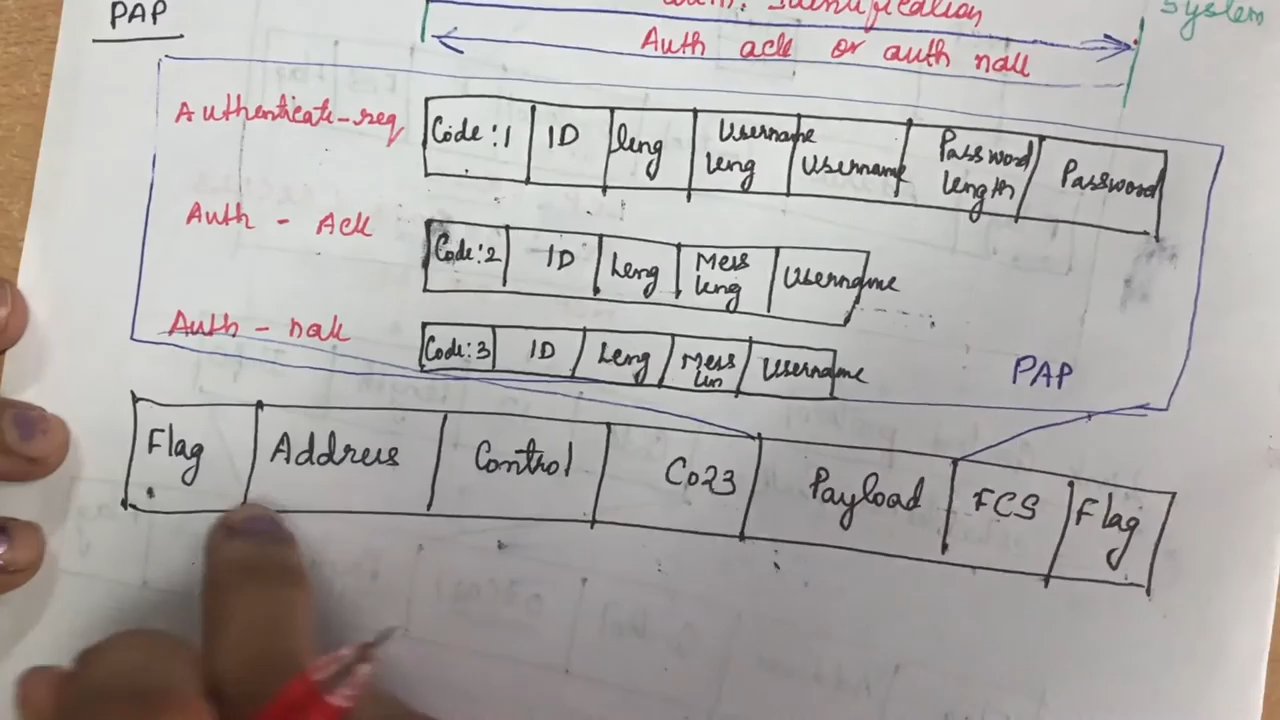 PAP
Identification
System
Auth ack or auth nak
Authenticate-req
Code:1 ID leng Username leng Username Password length Password
Auth - Ack
Code:2 ID Leng Mess leng Username
Auth - nak
Code:3 ID Leng Mess Len Username
PAP
Flag Address Control C023 Payload FCS Flag